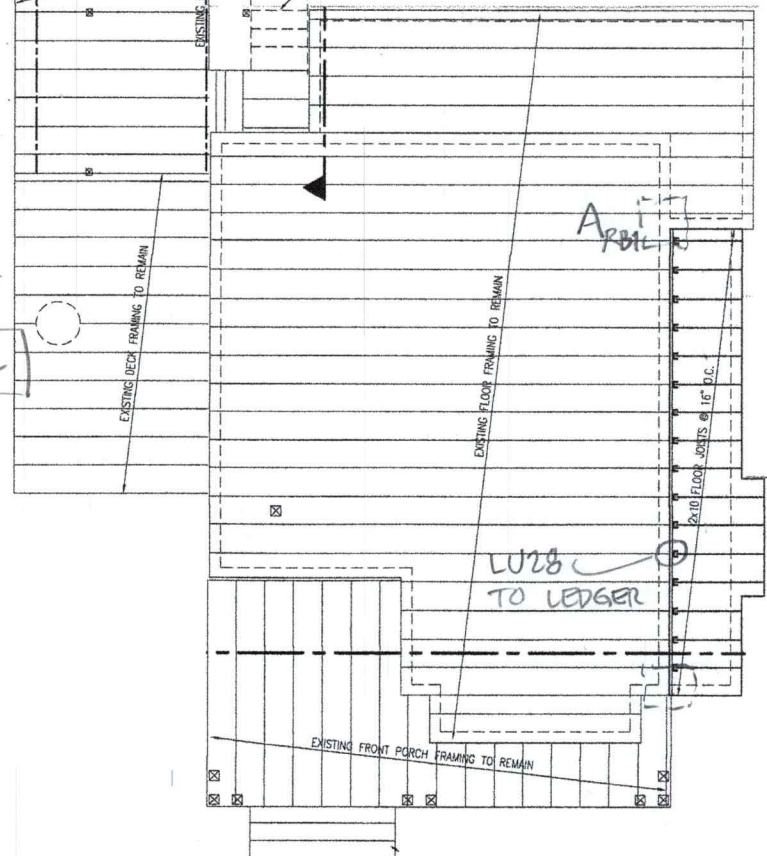 EXISTING
EXISTING DECK FRAMING TO REMAIN
EXISTING FLOOR FRAMING TO REMAIN
A
2x10 FLOOR JOISTS @ 16" O.C.
LU28
TO LEDGER
EXISTING FRONT PORCH FRAMING TO REMAIN